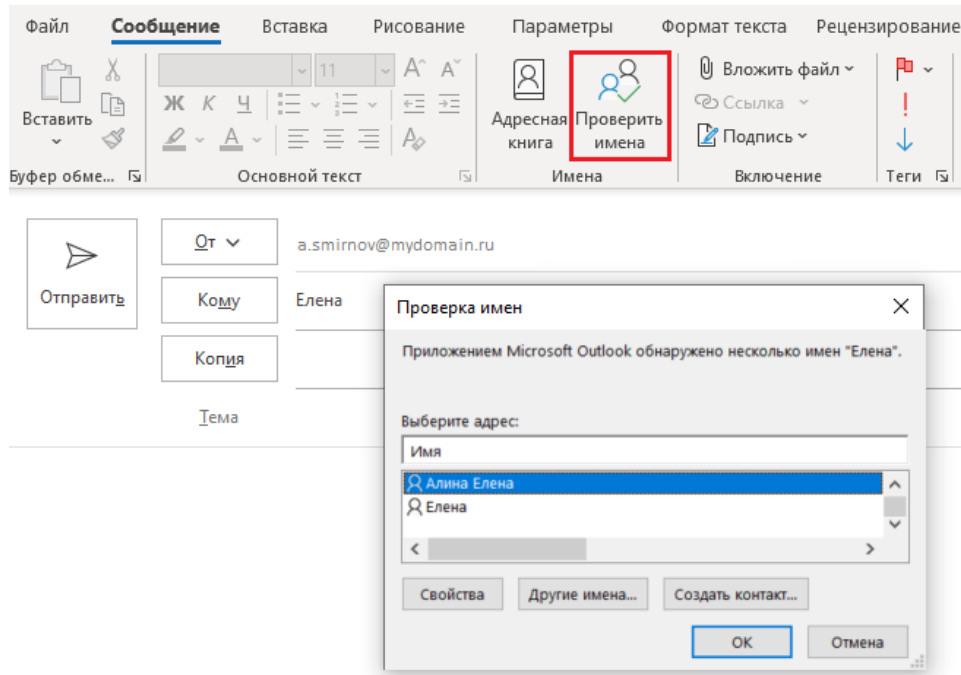 Файл Сообщение Вставка Рисование Параметры Формат текста Рецензирование
11 А А Вложить файл
Вставить Ж К Ч Адресная Проверить Ссылка
А книга имена Подпись
Буфер обме... Основной текст Имена Включение Теги
От a.smirnov@mydomain.ru
Отправить Кому Елена
Копия
Тема
Проверка имен
Приложением Microsoft Outlook обнаружено несколько имен "Елена".
Выберите адрес:
Имя
Алина Елена
Елена
Свойства Другие имена... Создать контакт...
ОК Отмена